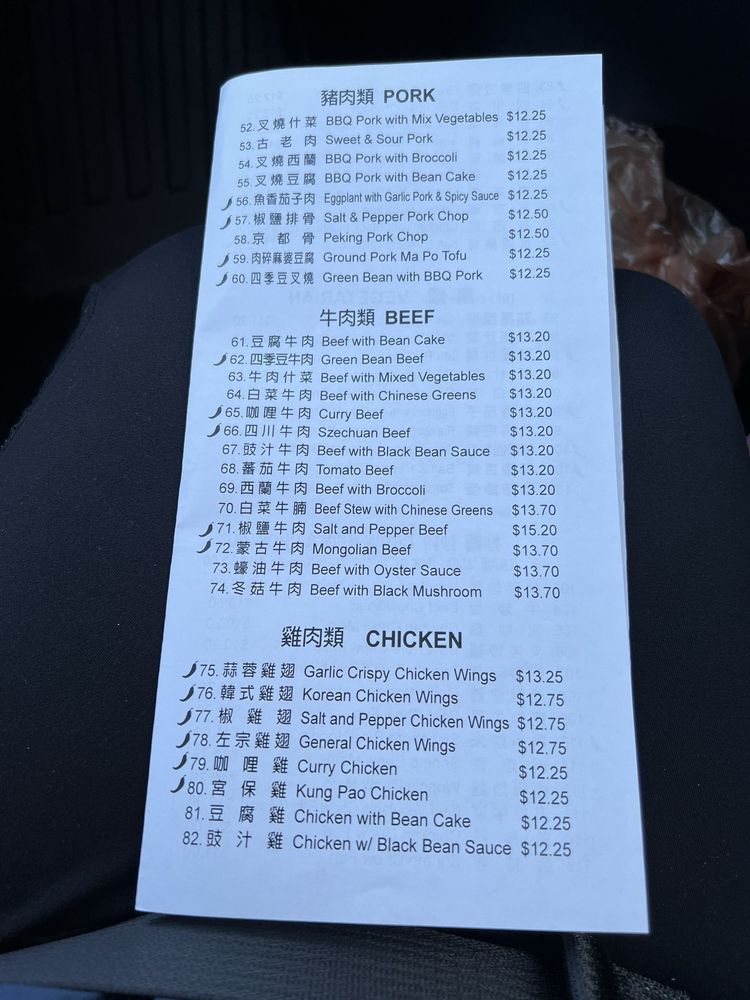 豬肉類 PORK
52. 叉燒什菜 BBQ Pork with Mix Vegetables $12.25
53. 古老肉 Sweet & Sour Pork $12.25
54. 叉燒西蘭 BBQ Pork with Broccoli $12.25
55. 叉燒豆腐 BBQ Pork with Bean Cake $12.25
56. 魚香茄子肉 Eggplant with Garlic Pork & Spicy Sauce $12.25
57. 椒鹽排骨 Salt & Pepper Pork Chop $12.50
58. 京都骨 Peking Pork Chop $12.50
59. 肉碎麻婆豆腐 Ground Pork Ma Po Tofu $12.25
60. 四季豆叉燒 Green Bean with BBQ Pork $12.25
牛肉類 BEEF
61. 豆腐牛肉 Beef with Bean Cake $13.20
62. 四季豆牛肉 Green Bean Beef $13.20
63. 牛肉什菜 Beef with Mixed Vegetables $13.20
64. 白菜牛肉 Beef with Chinese Greens $13.20
65. 咖哩牛肉 Curry Beef $13.20
66. 四川牛肉 Szechuan Beef $13.20
67. 豉汁牛肉 Beef with Black Bean Sauce $13.20
68. 蕃茄牛肉 Tomato Beef $13.20
69. 西蘭牛肉 Beef with Broccoli $13.20
70. 白菜牛腩 Beef Stew with Chinese Greens $13.70
71. 椒鹽牛肉 Salt and Pepper Beef $15.20
72. 蒙古牛肉 Mongolian Beef $13.70
73. 蠔油牛肉 Beef with Oyster Sauce $13.70
74. 冬菇牛肉 Beef with Black Mushroom $13.70
雞肉類 CHICKEN
75. 蒜蓉雞翅 Garlic Crispy Chicken Wings $13.25
76. 韓式雞翅 Korean Chicken Wings $12.75
77. 椒雞翅 Salt and Pepper Chicken Wings $12.75
78. 左宗雞翅 General Chicken Wings $12.75
79. 咖哩雞 Curry Chicken $12.25
80. 宮保雞 Kung Pao Chicken $12.25
81. 豆腐雞 Chicken with Bean Cake $12.25
82. 豉汁雞 Chicken w/ Black Bean Sauce $12.25